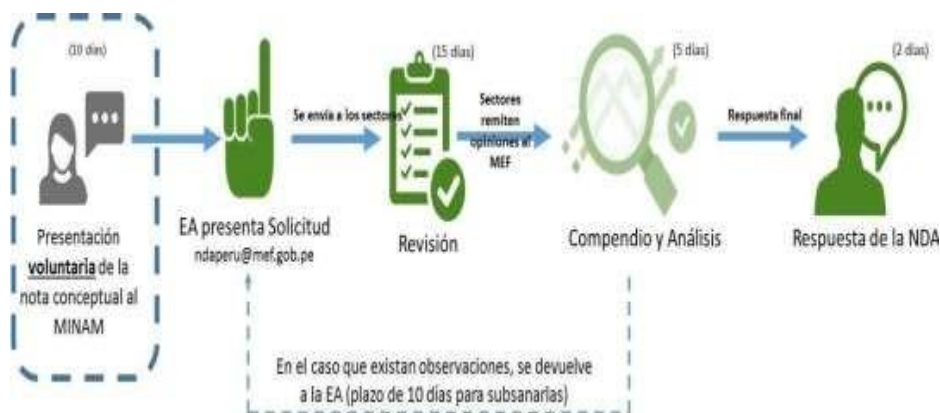 (10 días)
Presentación
voluntaria de la
nota conceptual al
MINAM
EA presenta Solicitud
ndaperu@mef.gob.pe
Se envía a los sectores
(15 días)
Revisión
Sectores
remiten
opiniones al
MEF
(5 días)
Compendio y Análisis
Respuesta final
(2 días)
Respuesta de la NDA
En el caso que existan observaciones, se devuelve
a la EA (plazo de 10 días para subsanarlas)